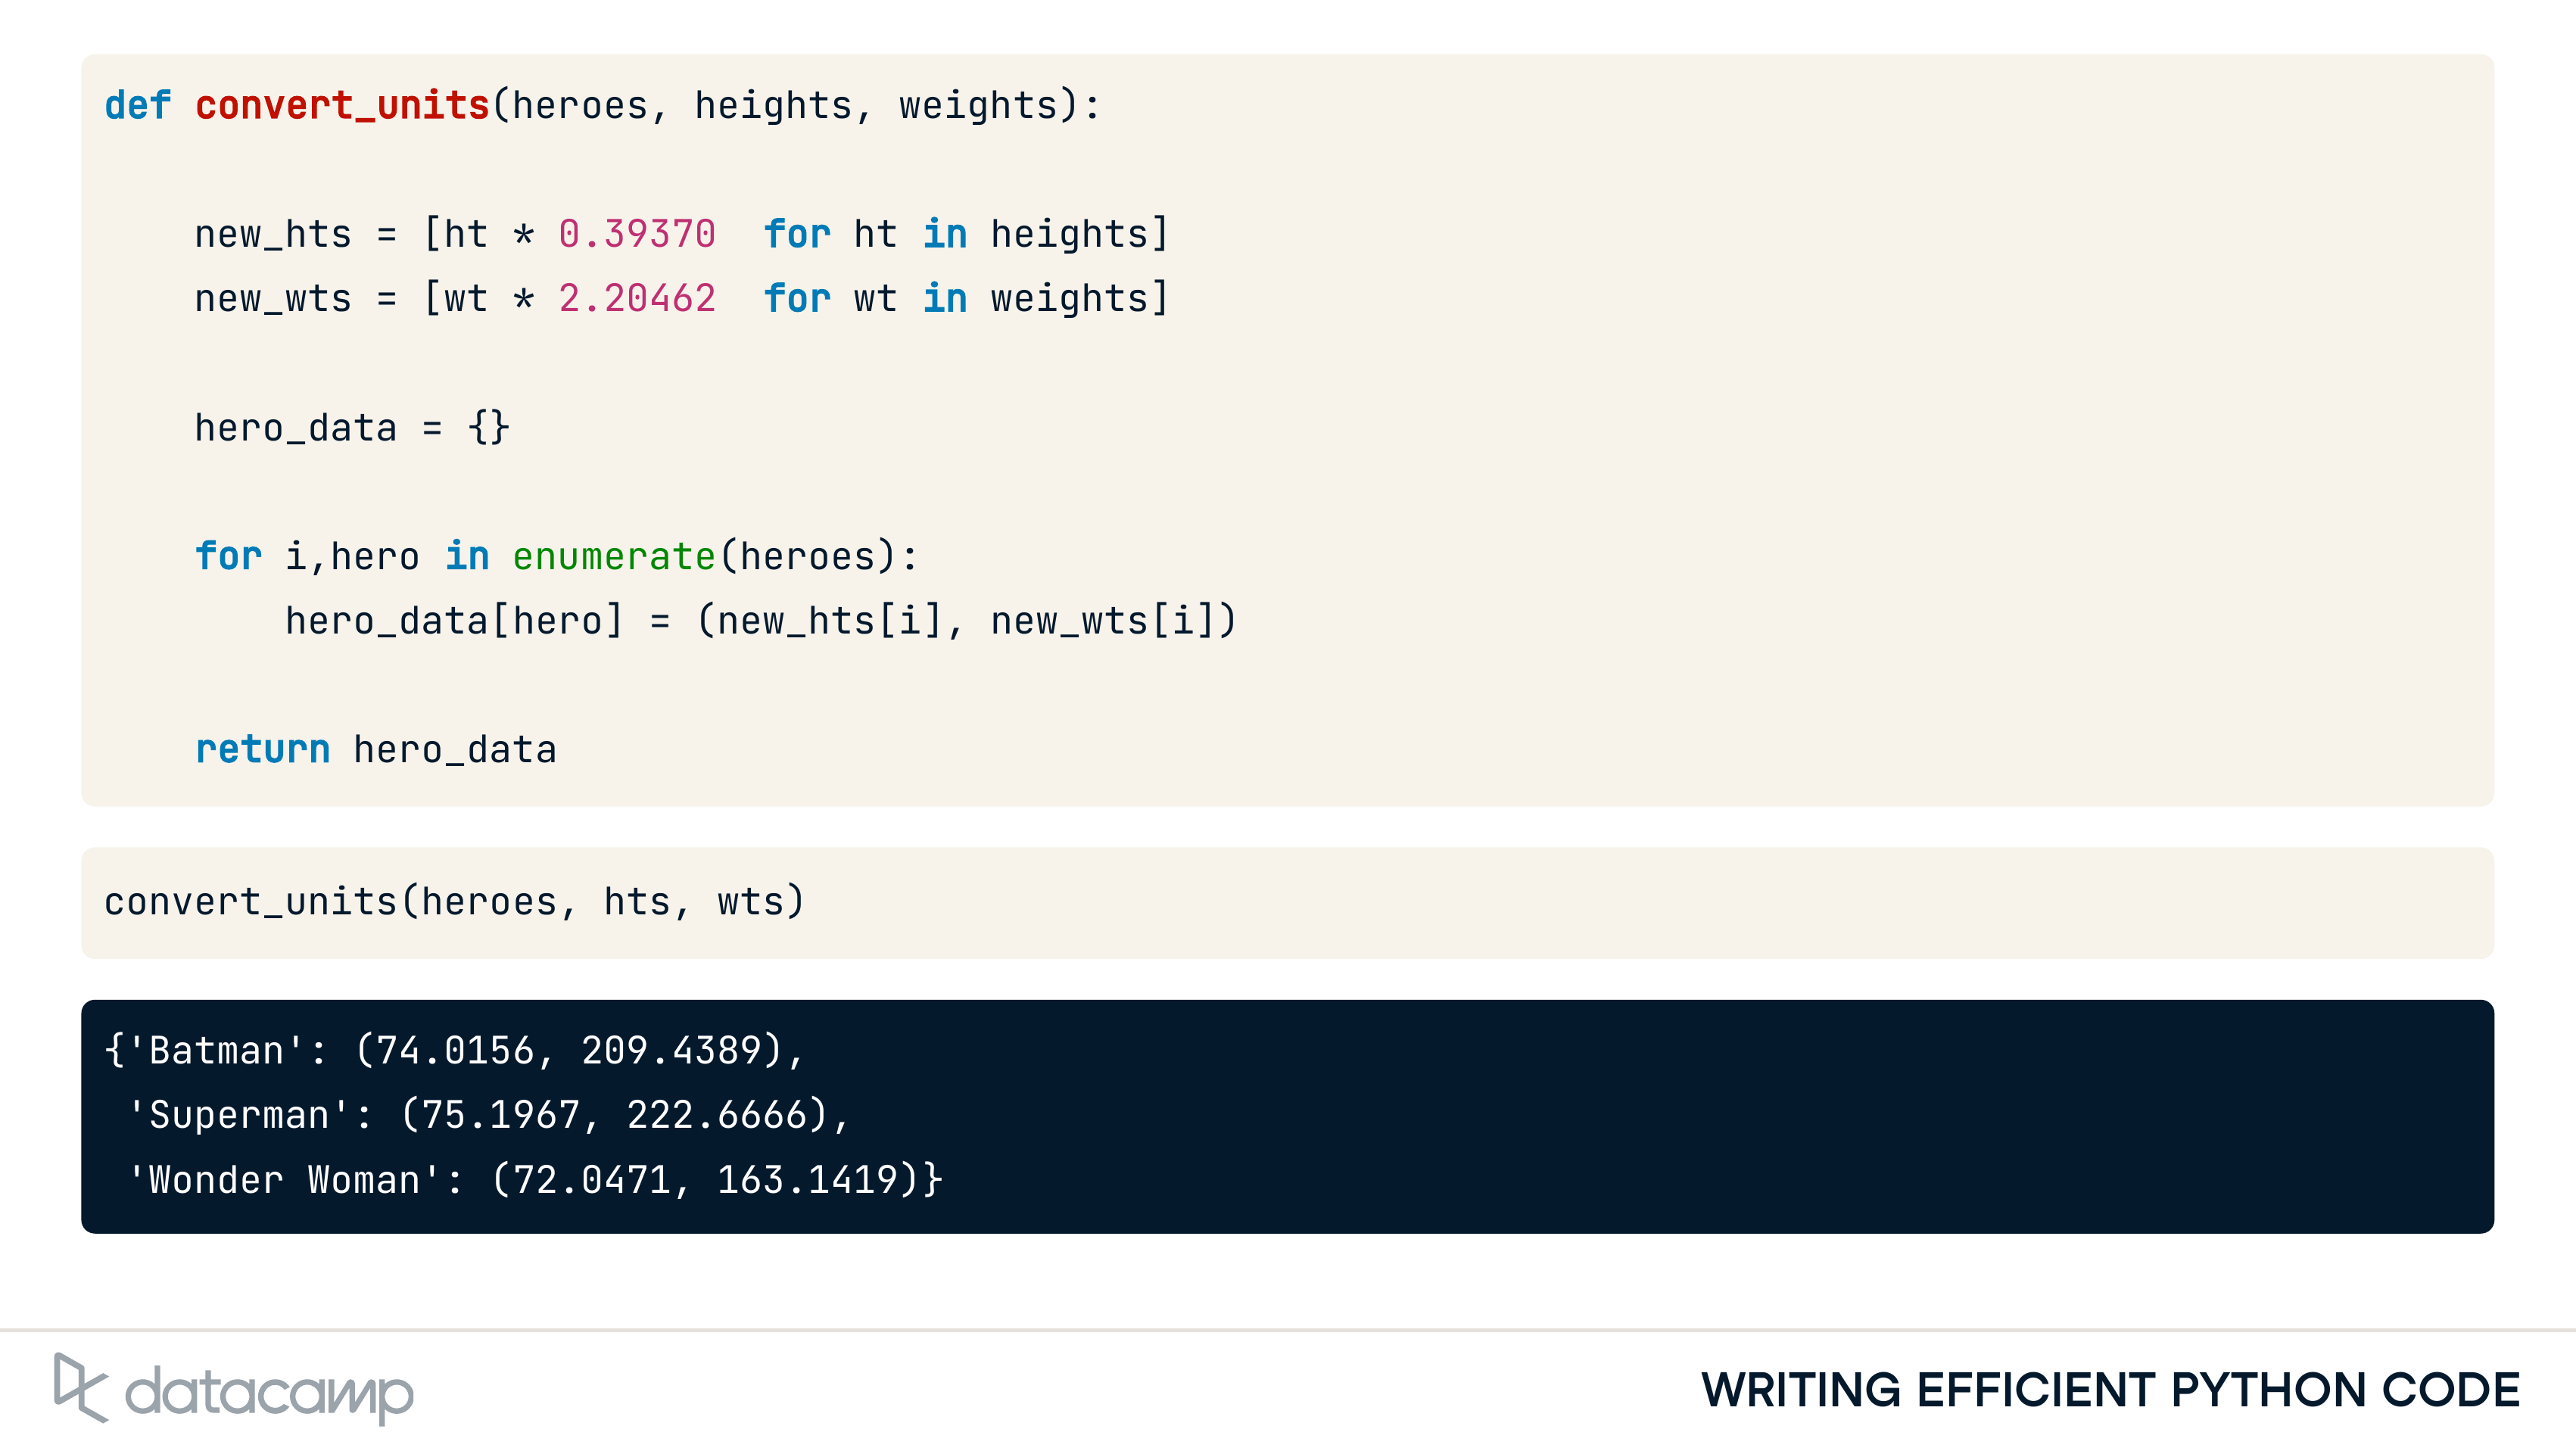 def convert_units(heroes, heights, weights):
    new_hts = [ht * 0.39370  for ht in heights]
    new_wts = [wt * 2.20462  for wt in weights]
    hero_data = {}
    for i,hero in enumerate(heroes):
        hero_data[hero] = (new_hts[i], new_wts[i])
    return hero_data
convert_units(heroes, hts, wts)
{'Batman': (74.0156, 209.4389),
 'Superman': (75.1967, 222.6666),
 'Wonder Woman': (72.0471, 163.1419)}
datacamp
WRITING EFFICIENT PYTHON CODE